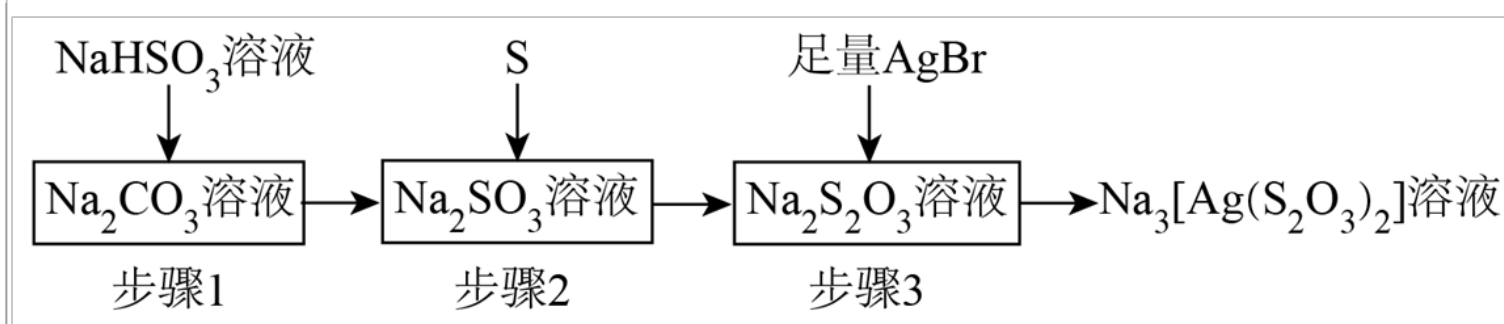 NaHSO₃溶液 S 足量AgBr
Na₂CO₃溶液 Na₂SO₃溶液 Na₂S₂O₃溶液 Na₃[Ag(S₂O₃)₂]溶液
步骤1 步骤2 步骤3